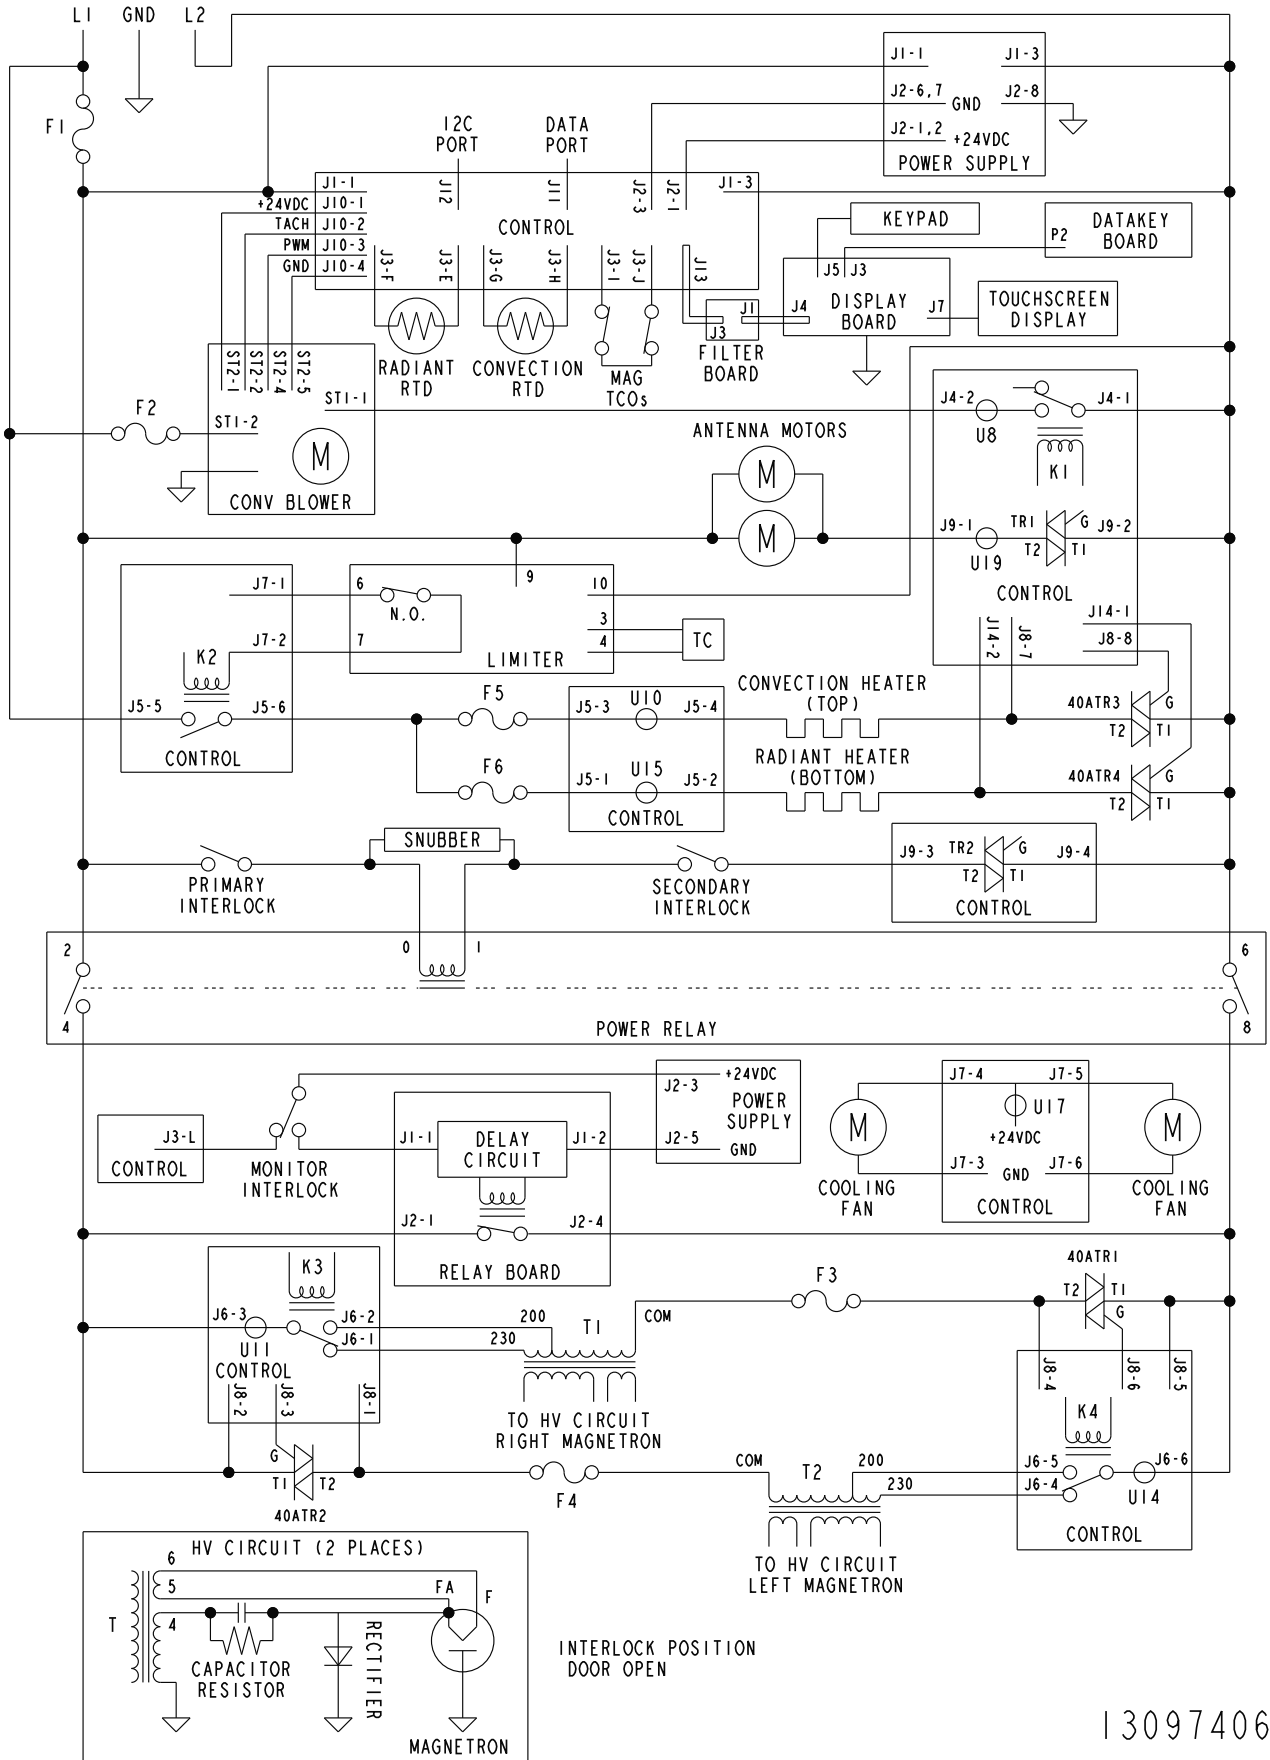 L1 GND L2
F1
J1-1 J1-3
J2-6,7 GND J2-8
J2-1,2 +24VDC
POWER SUPPLY
I2C
PORT
DATA
PORT
J1-1 J12 J11 J2-3 J2-1 J1-3
+24VDC J10-1
TACH J10-2
PWM J10-3
GND J10-4
CONTROL
J3-F J3-E J3-G J3-H J3-I J3-J J13
KEYPAD
P2 DATAKEY
BOARD
J5 J3
J4 DISPLAY
BOARD
J7
TOUCHSCREEN
DISPLAY
J1
J3
FILTER
BOARD
RADIANT
RTD
CONVECTION
RTD
MAG
TCOs
ST2-1 ST2-2 ST2-4 ST2-5
ST1-1
F2
ST1-2
M
CONV BLOWER
ANTENNA MOTORS
M
M
J4-2 J4-1
U8
K1
J9-1 TR1 G J9-2
U19 T2 T1
CONTROL
J14-2 J8-7 J14-1
J8-8
J7-1
J7-2
K2
J5-5 J5-6
CONTROL
6 9 10
N.O.
7 3
4
LIMITER
TC
F5
F6
J5-3 U10 J5-4
J5-1 U15 J5-2
CONTROL
CONVECTION HEATER
(TOP)
RADIANT HEATER
(BOTTOM)
40ATR3 G
T2 T1
40ATR4 G
T2 T1
SNUBBER
PRIMARY
INTERLOCK
SECONDARY
INTERLOCK
J9-3 TR2 G J9-4
T2 T1
CONTROL
2 0 1 6
4 POWER RELAY 8
J3-L
CONTROL
MONITOR
INTERLOCK
J1-1 DELAY
CIRCUIT
J1-2
J2-1 J2-4
RELAY BOARD
+24VDC
J2-3
POWER
SUPPLY
J2-5 GND
M
COOLING
FAN
J7-4 J7-5
U17
+24VDC
J7-3 GND J7-6
CONTROL
M
COOLING
FAN
K3
J6-3 J6-2
J6-1
U11
CONTROL
J8-2 J8-3 J8-1
G
T1 T2
40ATR2
200
230
T1
COM
TO HV CIRCUIT
RIGHT MAGNETRON
F3
40ATR1
T2 T1
G
J8-4 J8-6 J8-5
K4
J6-5 J6-6
J6-4
U14
CONTROL
F4
COM
T2
200
230
TO HV CIRCUIT
LEFT MAGNETRON
HV CIRCUIT (2 PLACES)
6
5
4
T
FA F
CAPACITOR
RESISTOR
RECTIFIER
MAGNETRON
INTERLOCK POSITION
DOOR OPEN
13097406